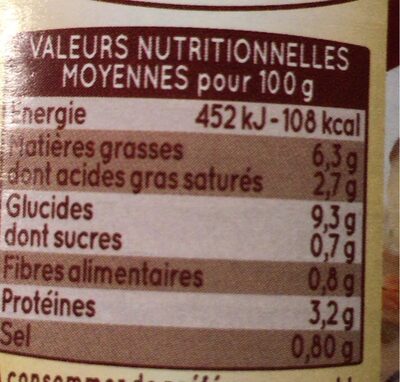 VALEURS NUTRITIONNELLES
MOYENNES pour 100 g
Énergie 452 kJ - 108 kcal
Matières grasses 6,3 g
dont acides gras saturés 2,7 g
Glucides 9,3 g
dont sucres 0,7 g
Fibres alimentaires 0,8 g
Protéines 3,2 g
Sel 0,80 g